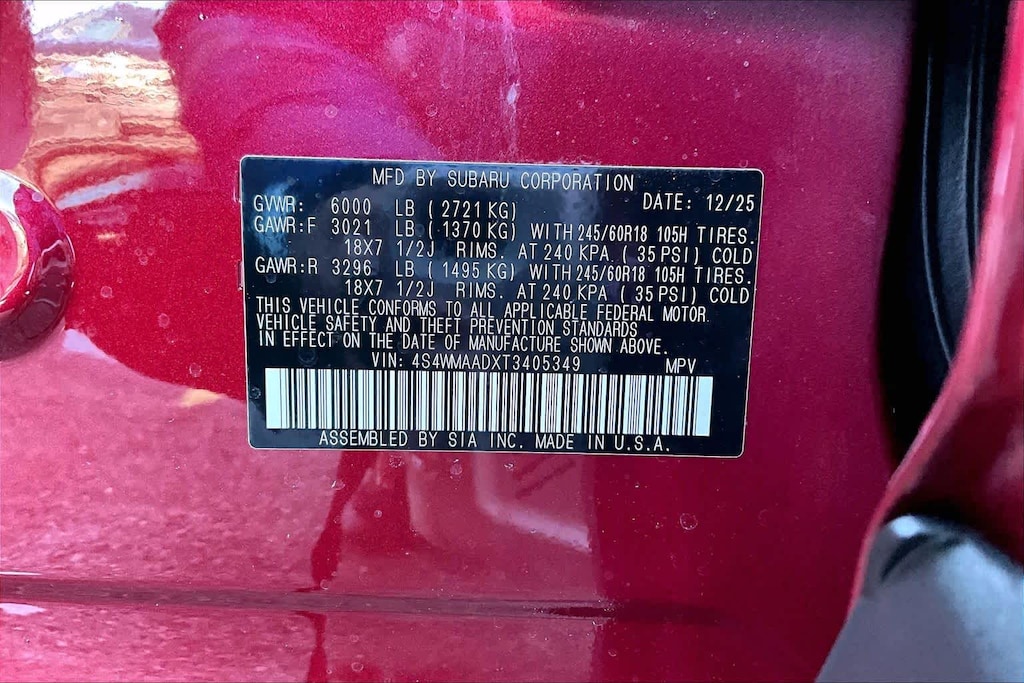 MFD BY SUBARU CORPORATION
GVWR: 6000 LB (2721 KG) DATE: 12/25
GAWR:F 3021 LB (1370 KG) WITH 245/60R18 105H TIRES.
18X7 1/2J RIMS. AT 240 KPA (35 PSI) COLD
GAWR:R 3296 LB (1495 KG) WITH 245/60R18 105H TIRES.
18X7 1/2J RIMS. AT 240 KPA (35 PSI) COLD
THIS VEHICLE CONFORMS TO ALL APPLICABLE FEDERAL MOTOR
VEHICLE SAFETY AND THEFT PREVENTION STANDARDS
IN EFFECT ON THE DATE OF MANUFACTURE SHOWN ABOVE.
VIN: 4S4WMAADXT3405349 MPV
ASSEMBLED BY SIA INC. MADE IN U.S.A.